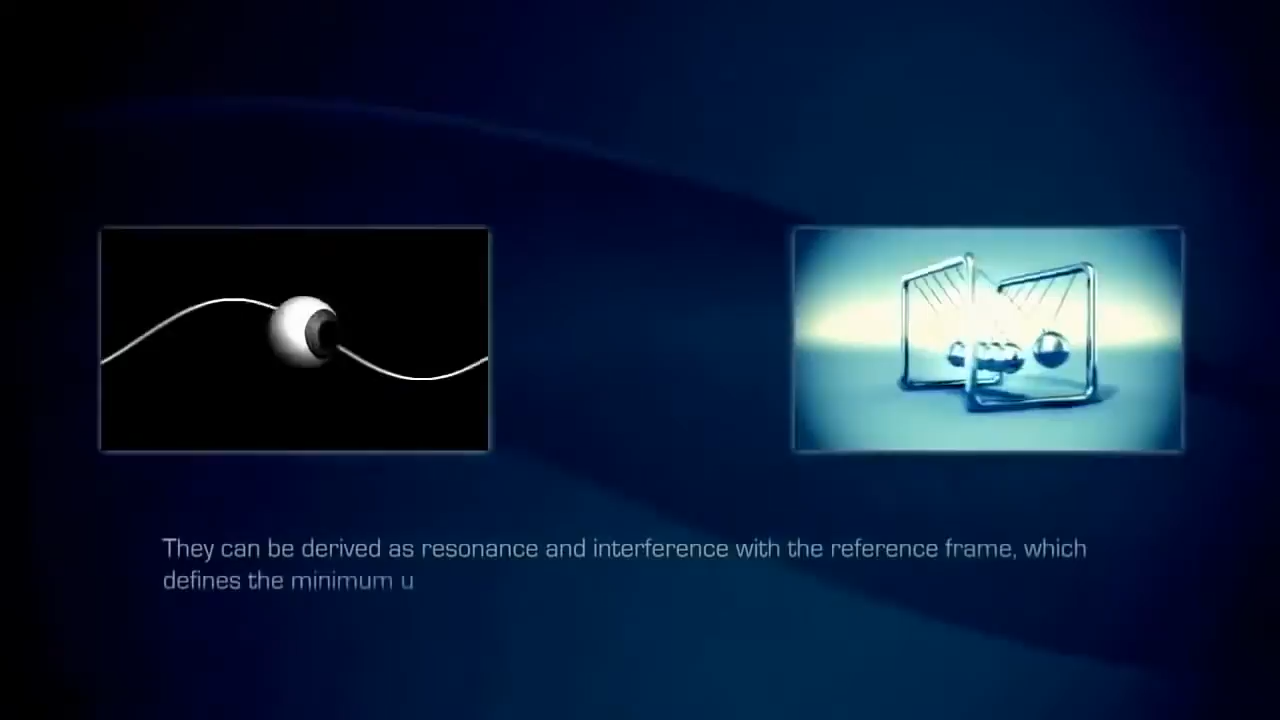 They can be derived as resonance and interference with the reference frame, which
defines the minimum u